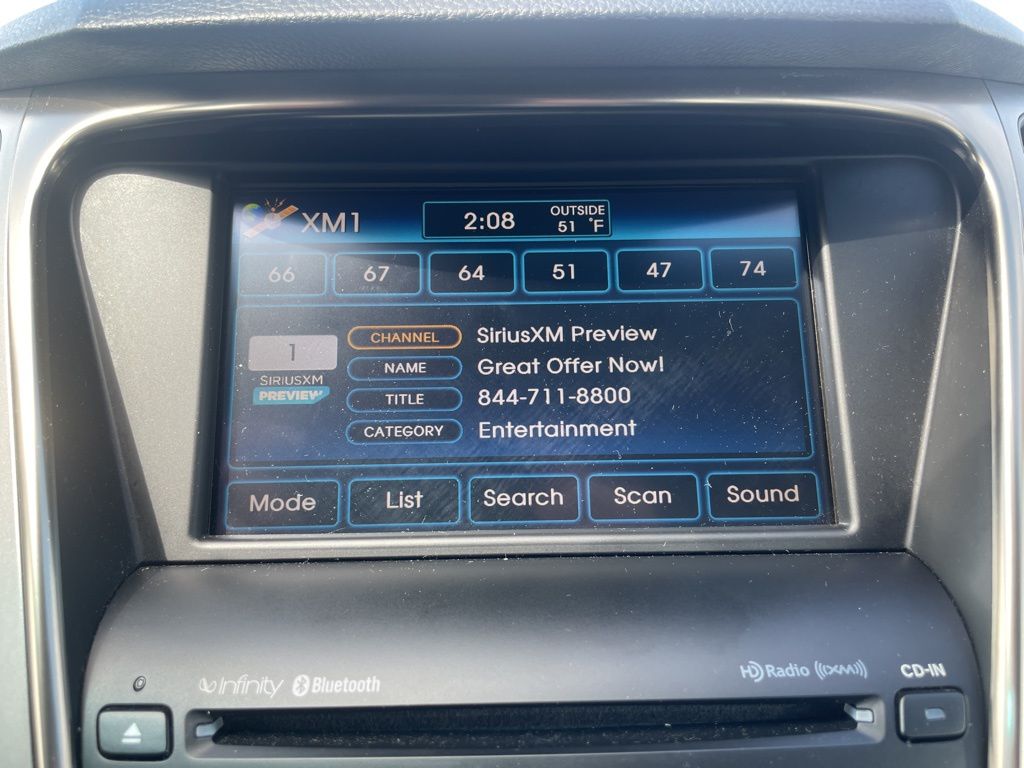 XM1 2:08 OUTSIDE 51 °F
66 67 64 51 47 74
1 CHANNEL SiriusXM Preview
NAME Great Offer Now!
SIRIUSXM
PREVIEW
TITLE 844-711-8800
CATEGORY Entertainment
Mode List Search Scan Sound
Infinity Bluetooth HD Radio ((XM)) CD-IN